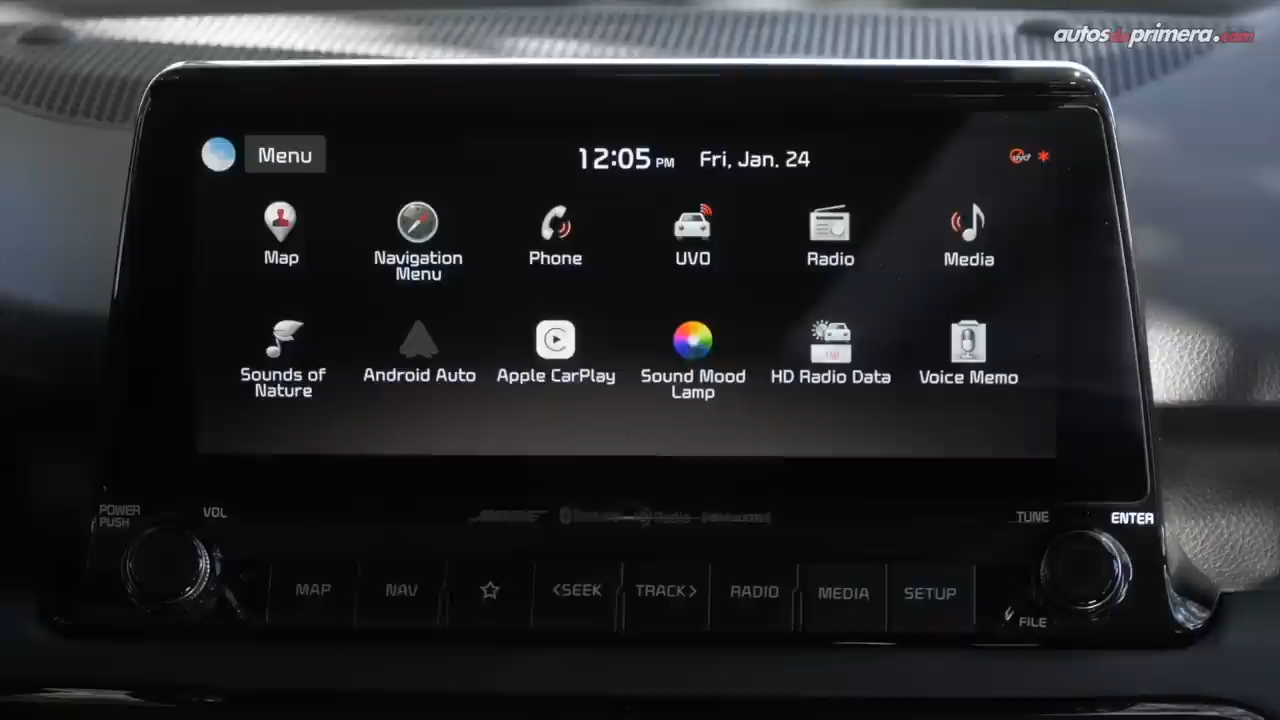 autosdeprimera.com
Menu
12:05 PM Fri, Jan. 24
uvo
Map
Navigation
Menu
Phone
UVO
Radio
Media
Sounds of
Nature
Android Auto
Apple CarPlay
Sound Mood
Lamp
HD Radio Data
Voice Memo
POWER
PUSH
VOL
BOSE
TUNE
ENTER
MAP
NAV
<SEEK
TRACK>
RADIO
MEDIA
SETUP
FILE